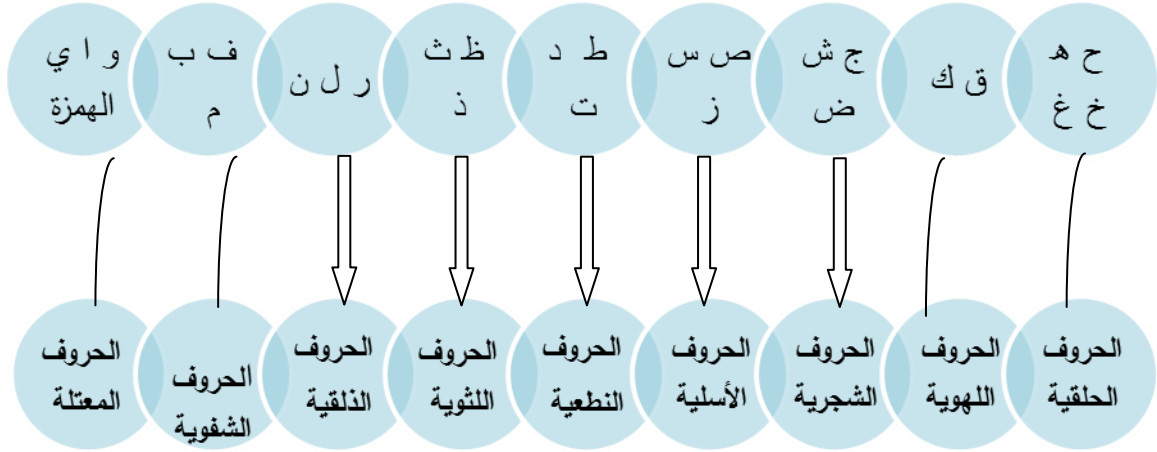 ح ه
خ غ
ق ك
ج ش
ض
ص س
ز
ط د
ت
ظ ث
ذ
ر ل ن
ف ب
م
و ا ي
الهمزة
الحروف
الحلقية
الحروف
اللهوية
الحروف
الشجرية
الحروف
الأسلية
الحروف
النطعية
الحروف
اللثوية
الحروف
الذلقية
الحروف
الشفوية
الحروف
المعتلة